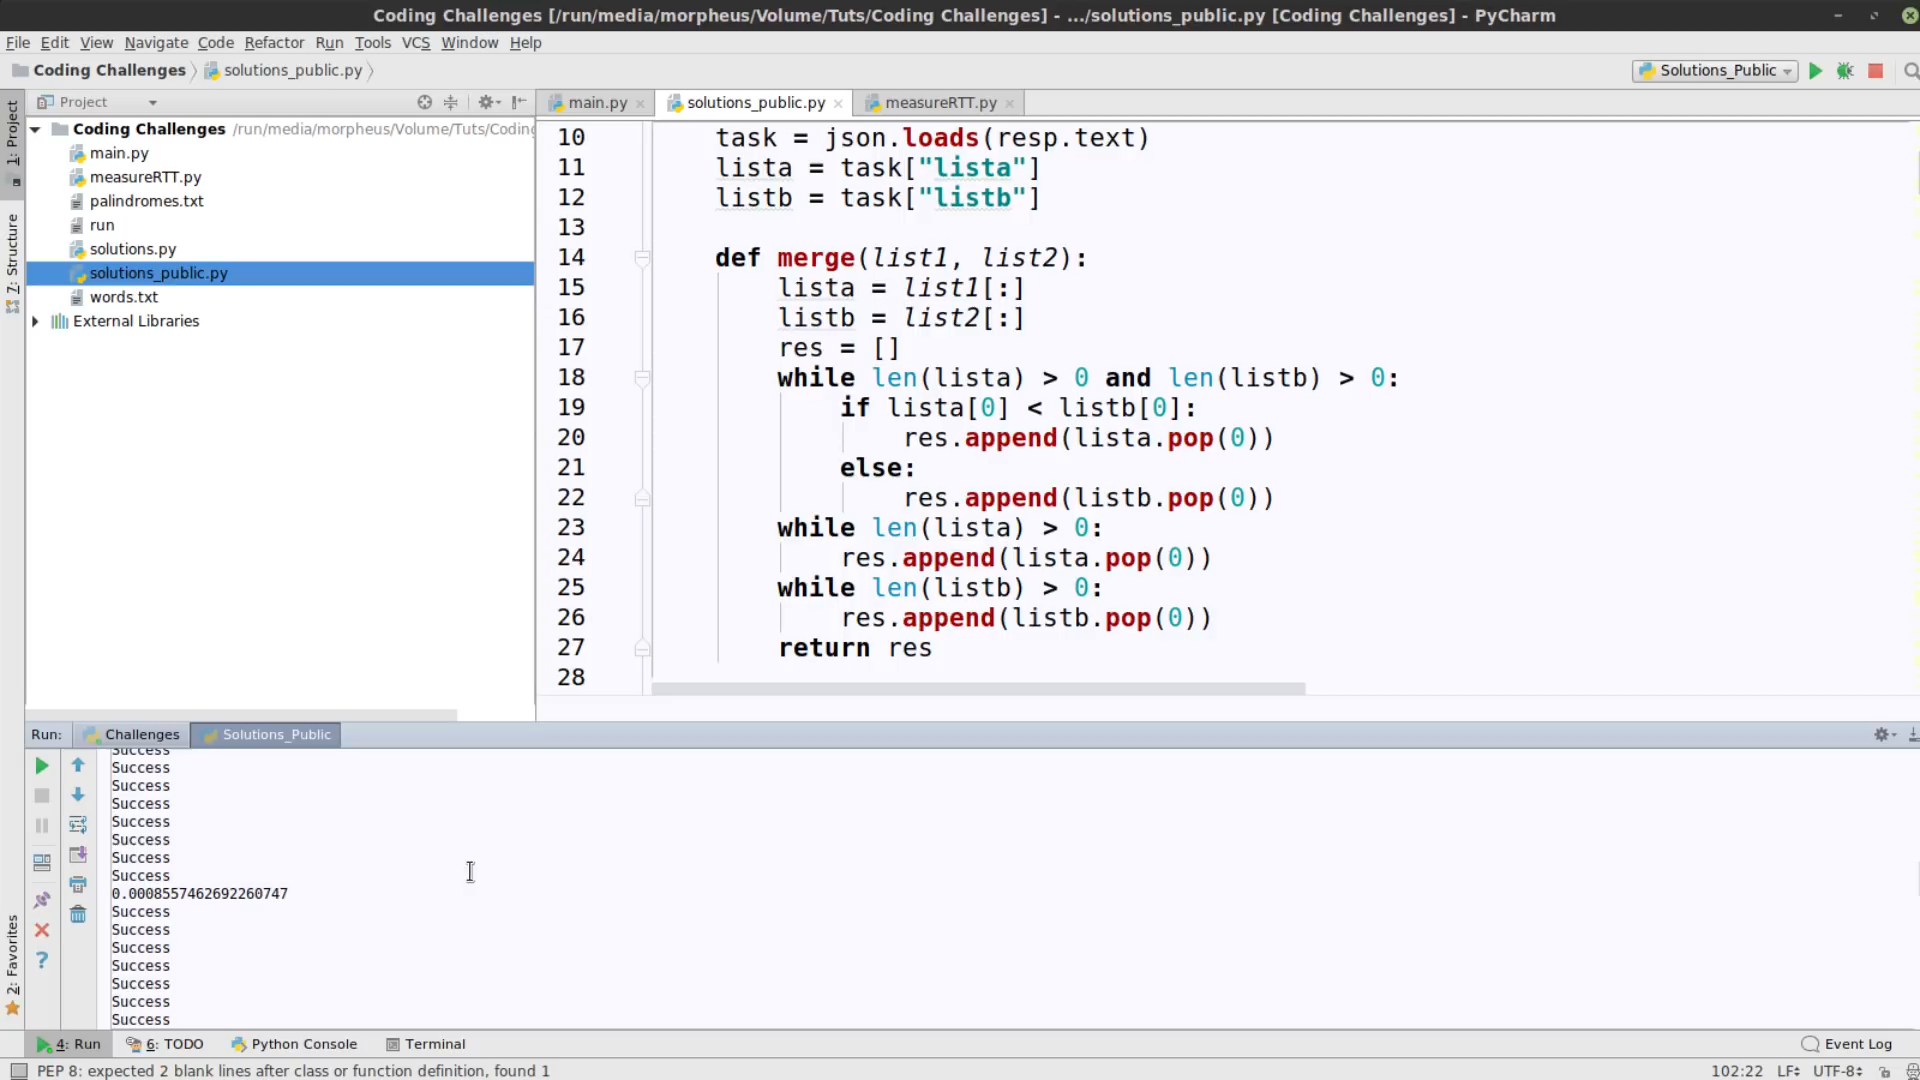 Coding Challenges [/run/media/morpheus/Volume/Tuts/Coding Challenges] - .../solutions_public.py [Coding Challenges] - PyCharm
File Edit View Navigate Code Refactor Run Tools VCS Window Help
Coding Challenges solutions_public.py Solutions_Public
1: Project
7: Structure
2: Favorites
Project
Coding Challenges /run/media/morpheus/Volume/Tuts/Coding
main.py
measureRTT.py
palindromes.txt
run
solutions.py
solutions_public.py
words.txt
External Libraries
main.py solutions_public.py measureRTT.py
10 task = json.loads(resp.text)
11 lista = task["lista"]
12 listb = task["listb"]
13
14 def merge(list1, list2):
15 lista = list1[:]
16 listb = list2[:]
17 res = []
18 while len(lista) > 0 and len(listb) > 0:
19 if lista[0] < listb[0]:
20 res.append(lista.pop(0))
21 else:
22 res.append(listb.pop(0))
23 while len(lista) > 0:
24 res.append(lista.pop(0))
25 while len(listb) > 0:
26 res.append(listb.pop(0))
27 return res
28
Run: Challenges Solutions_Public
Success
Success
Success
Success
Success
Success
Success
Success
0.0008557462692260747
Success
Success
Success
Success
Success
Success
Success
4: Run 6: TODO Python Console Terminal Event Log
PEP 8: expected 2 blank lines after class or function definition, found 1 102:22 LF UTF-8